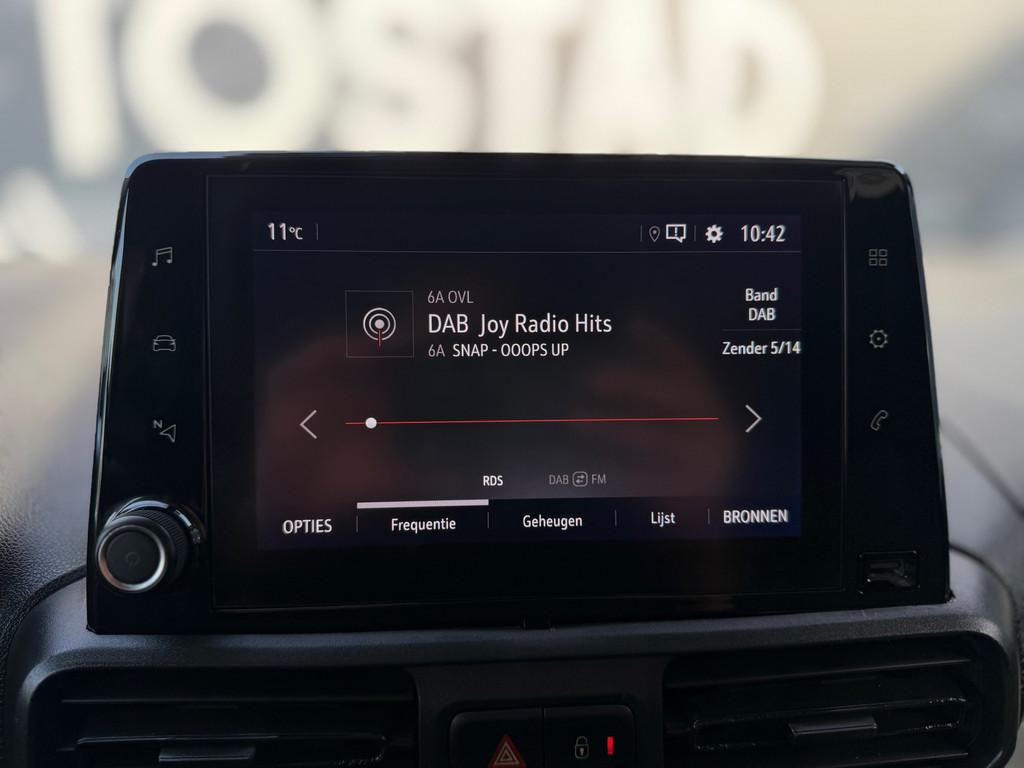 TOSTAD
11°C
10:42
6A OVL
DAB Joy Radio Hits
6A SNAP - OOOPS UP
Band
DAB
Zender 5/14
N
RDS
DAB FM
OPTIES
Frequentie
Geheugen
Lijst
BRONNEN